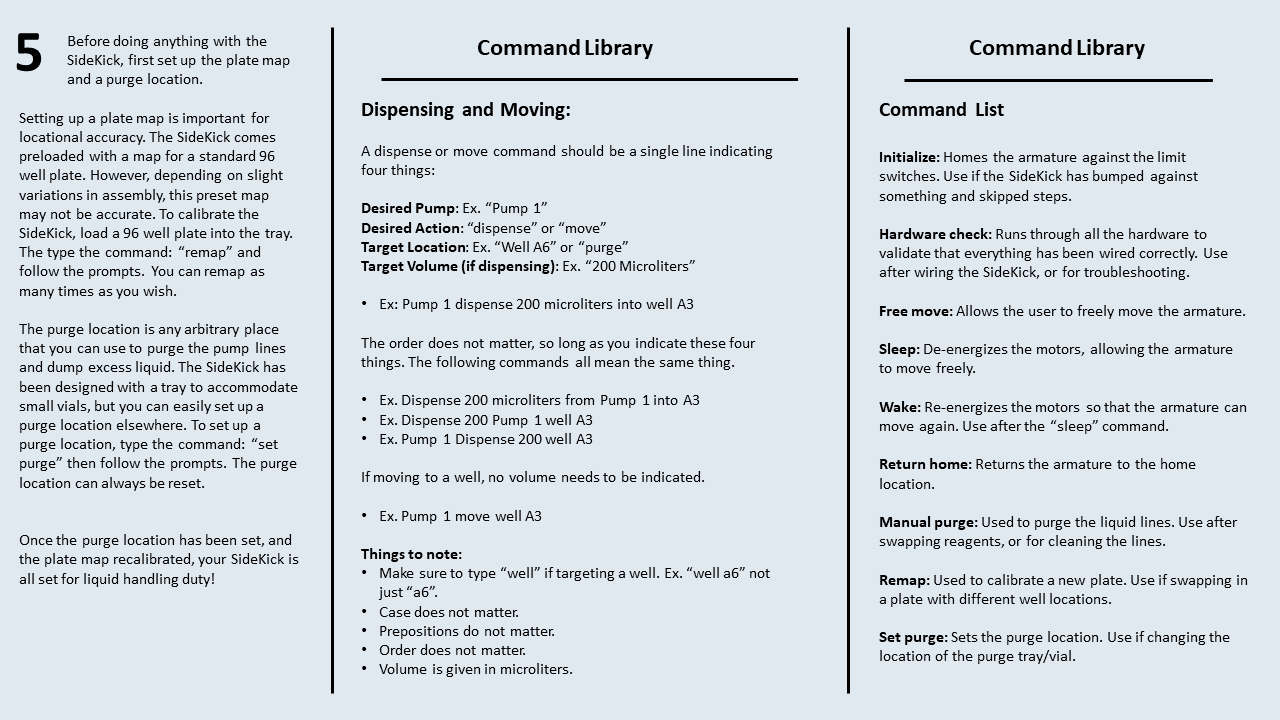 5
Before doing anything with the
SideKick, first set up the plate map
and a purge location.
Setting up a plate map is important for
locational accuracy. The SideKick comes
preloaded with a map for a standard 96
well plate. However, depending on slight
variations in assembly, this preset map
may not be accurate. To calibrate the
SideKick, load a 96 well plate into the tray.
The type the command: “remap” and
follow the prompts. You can remap as
many times as you wish.
The purge location is any arbitrary place
that you can use to purge the pump lines
and dump excess liquid. The SideKick has
been designed with a tray to accommodate
small vials, but you can easily set up a
purge location elsewhere. To set up a
purge location, type the command: “set
purge” then follow the prompts. The purge
location can always be reset.
Once the purge location has been set, and
the plate map recalibrated, your SideKick is
all set for liquid handling duty!
Command Library
Dispensing and Moving:
A dispense or move command should be a single line indicating
four things:
Desired Pump: Ex. “Pump 1”
Desired Action: “dispense” or “move”
Target Location: Ex. “Well A6” or “purge”
Target Volume (if dispensing): Ex. “200 Microliters”
• Ex: Pump 1 dispense 200 microliters into well A3
The order does not matter, so long as you indicate these four
things. The following commands all mean the same thing.
• Ex. Dispense 200 microliters from Pump 1 into A3
• Ex. Dispense 200 Pump 1 well A3
• Ex. Pump 1 Dispense 200 well A3
If moving to a well, no volume needs to be indicated.
• Ex. Pump 1 move well A3
Things to note:
• Make sure to type “well” if targeting a well. Ex. “well a6” not
just “a6”.
• Case does not matter.
• Prepositions do not matter.
• Order does not matter.
• Volume is given in microliters.
Command Library
Command List
Initialize: Homes the armature against the limit
switches. Use if the SideKick has bumped against
something and skipped steps.
Hardware check: Runs through all the hardware to
validate that everything has been wired correctly. Use
after wiring the SideKick, or for troubleshooting.
Free move: Allows the user to freely move the armature.
Sleep: De-energizes the motors, allowing the armature
to move freely.
Wake: Re-energizes the motors so that the armature can
move again. Use after the “sleep” command.
Return home: Returns the armature to the home
location.
Manual purge: Used to purge the liquid lines. Use after
swapping reagents, or for cleaning the lines.
Remap: Used to calibrate a new plate. Use if swapping in
a plate with different well locations.
Set purge: Sets the purge location. Use if changing the
location of the purge tray/vial.